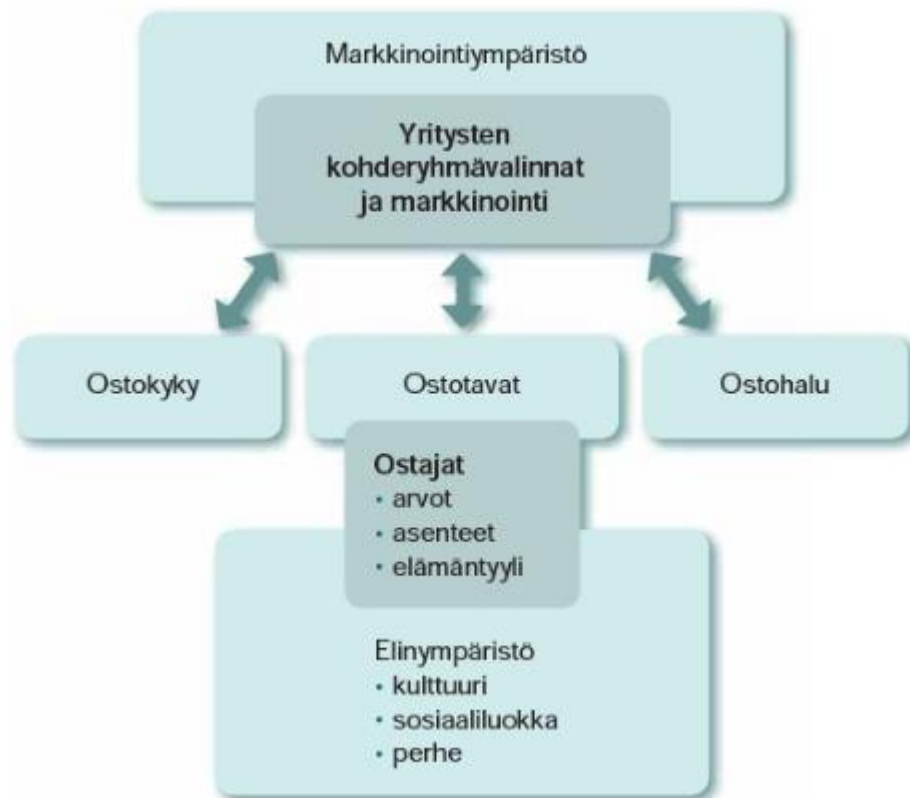 Markkinointiympäristö
Yritysten
kohderyhmävalinnat
ja markkinointi
Ostokyky
Ostotavat
Ostohalu
Ostajat
• arvot
• asenteet
• elämäntyyli
Elinympäristö
• kulttuuri
• sosiaaliluokka
• perhe